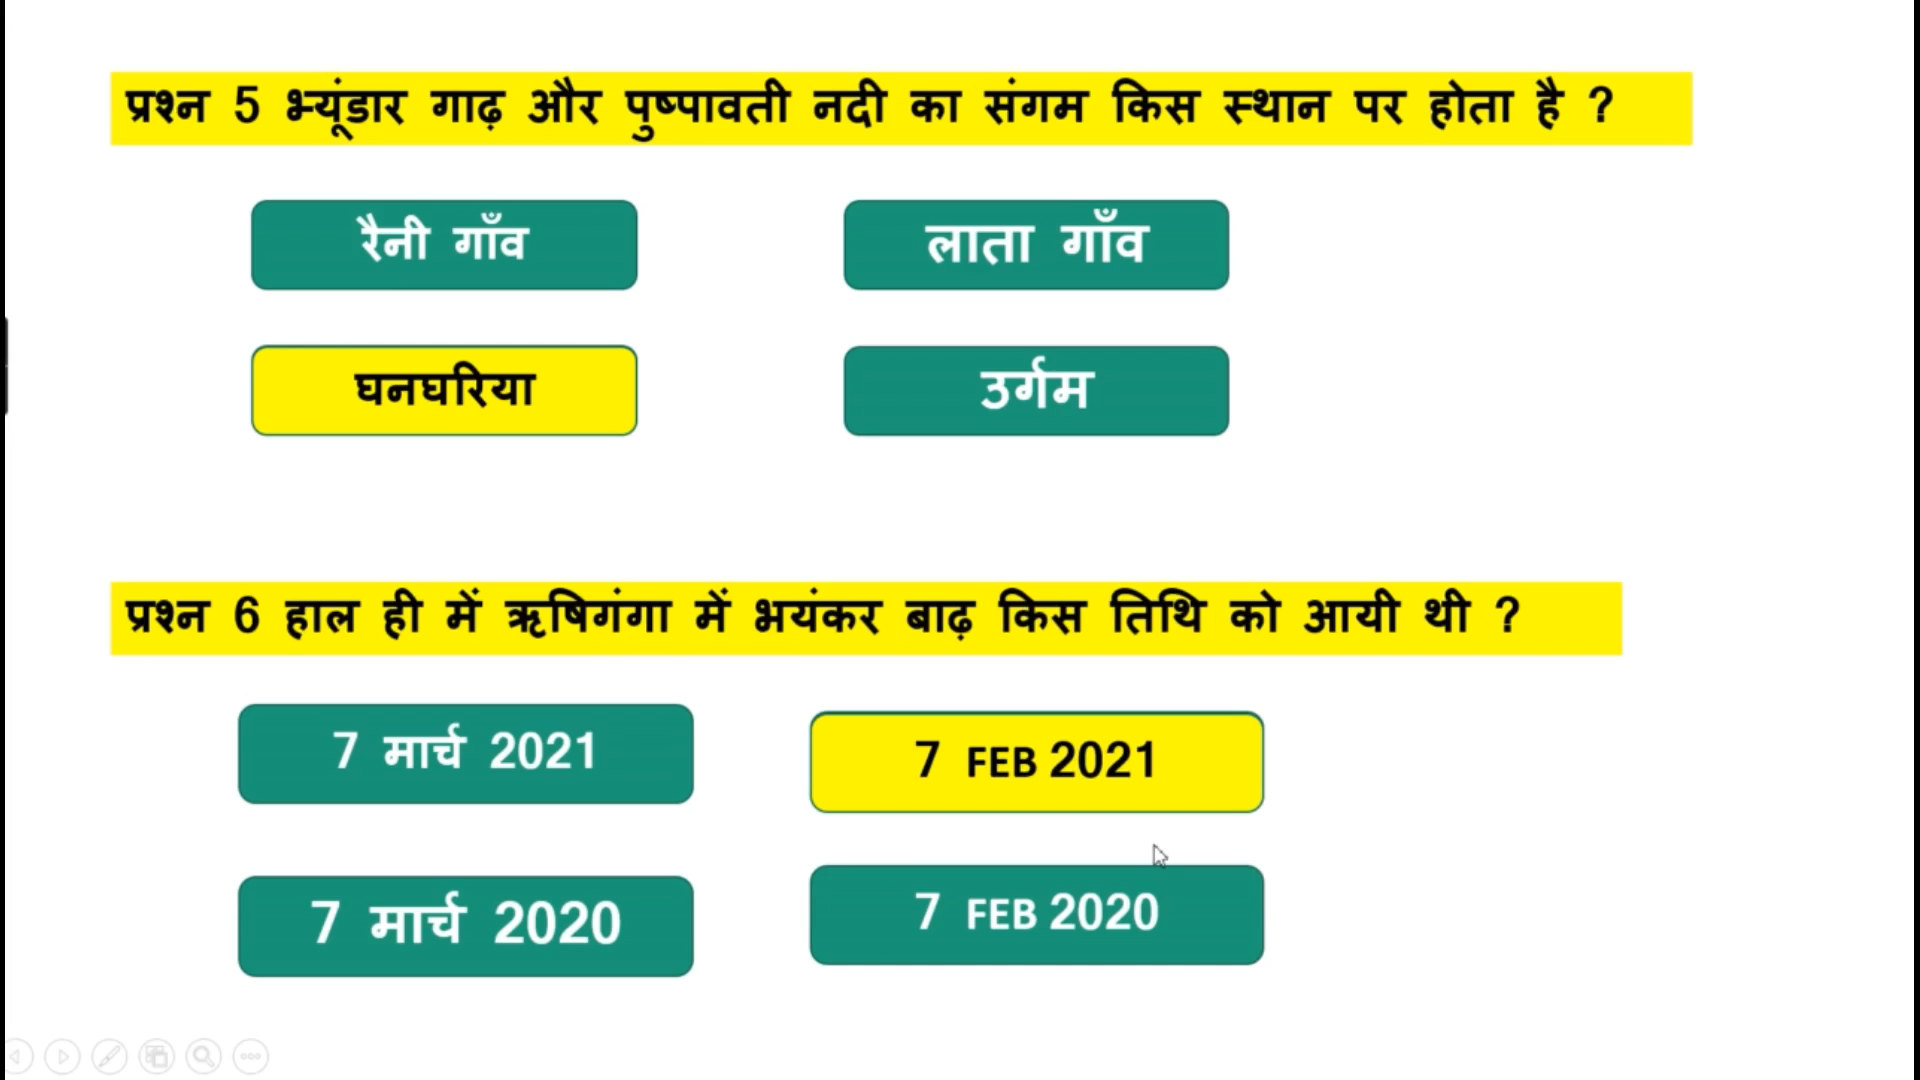 प्रश्न 5 भ्यूंडार गाढ़ और पुष्पावती नदी का संगम किस स्थान पर होता है ?
रैनी गाँव
लाता गाँव
घनघरिया
उर्गम
प्रश्न 6 हाल ही में ऋषिगंगा में भयंकर बाढ़ किस तिथि को आयी थी ?
7 मार्च 2021
7 FEB 2021
7 मार्च 2020
7 FEB 2020